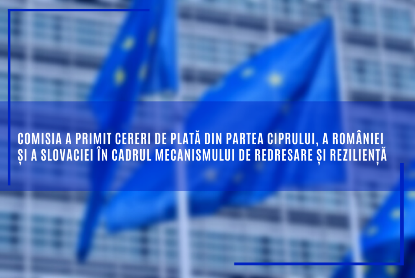 COMISIA A PRIMIT CERERI DE PLATĂ DIN PARTEA CIPRULUI, A ROMÂNIEI
ȘI A SLOVACIEI ÎN CADRUL MECANISMULUI DE REDRESARE ȘI REZILIENȚĂ